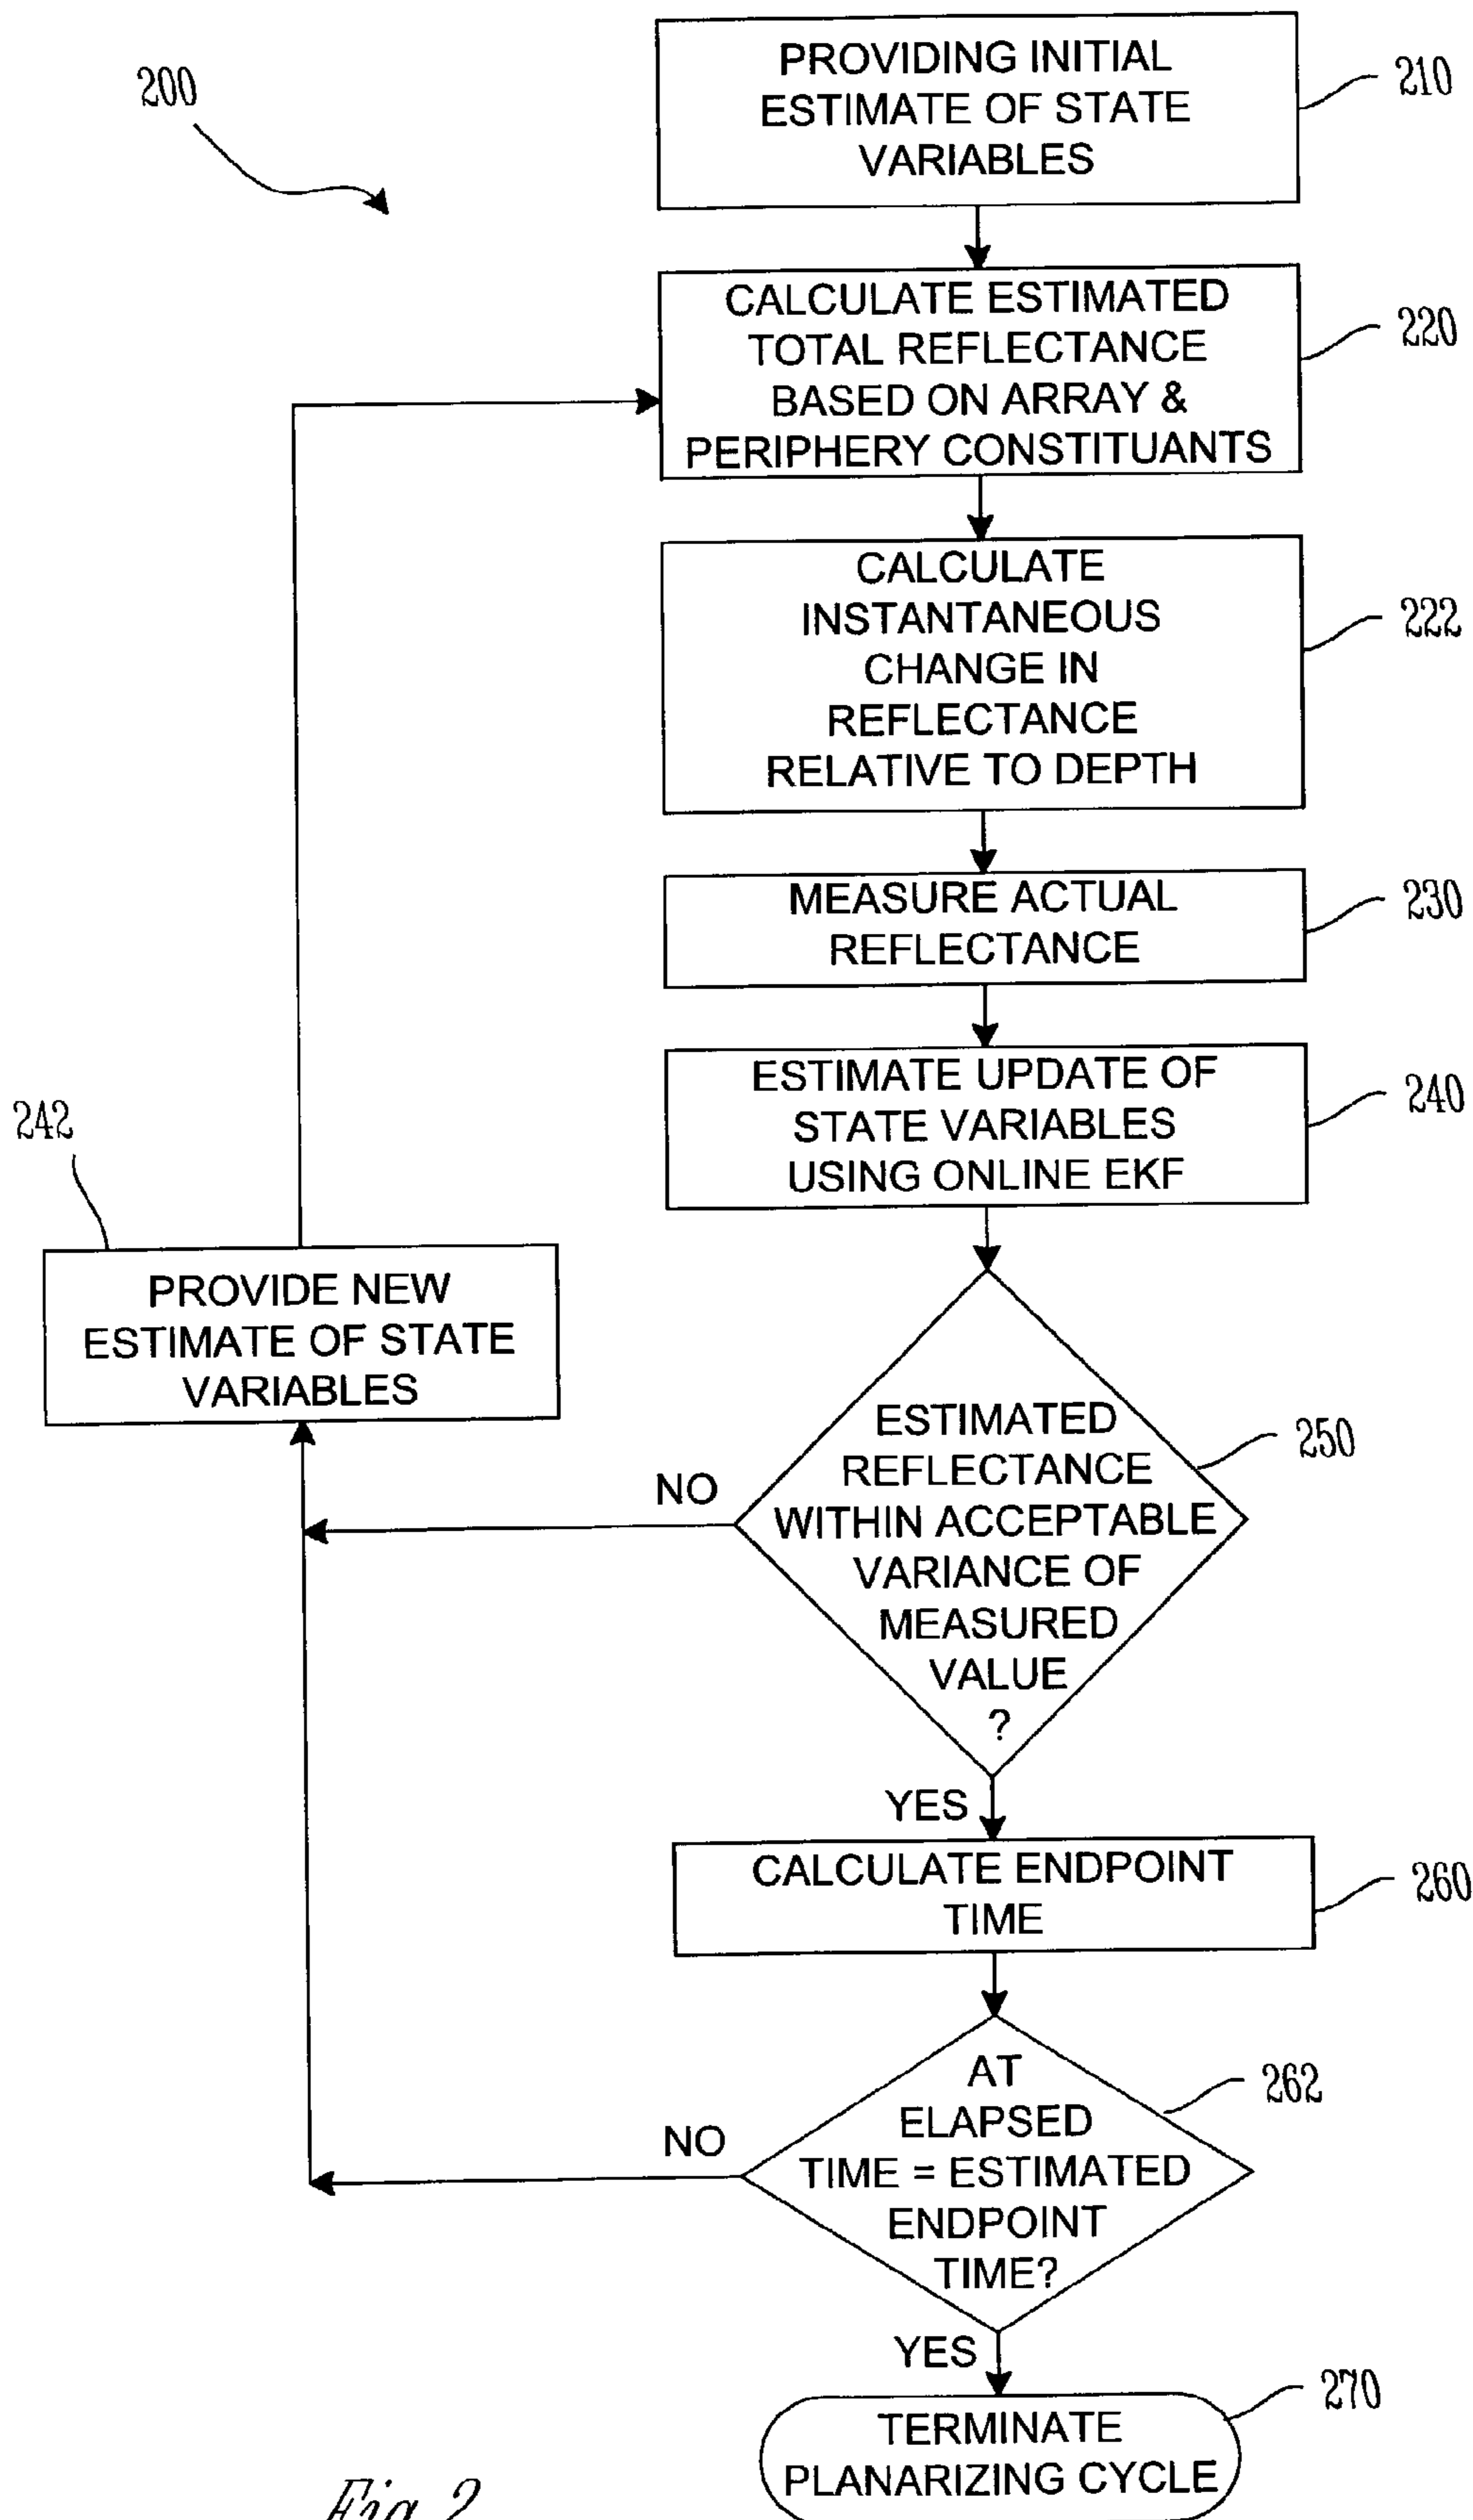 200
PROVIDING INITIAL
ESTIMATE OF STATE
VARIABLES
210
CALCULATE ESTIMATED
TOTAL REFLECTANCE
BASED ON ARRAY &
PERIPHERY CONSTITUANTS
220
CALCULATE
INSTANTANEOUS
CHANGE IN
REFLECTANCE
RELATIVE TO DEPTH
222
MEASURE ACTUAL
REFLECTANCE
230
ESTIMATE UPDATE OF
STATE VARIABLES
USING ONLINE EKF
240
242
PROVIDE NEW
ESTIMATE OF STATE
VARIABLES
ESTIMATED
REFLECTANCE
WITHIN ACCEPTABLE
VARIANCE OF
MEASURED
VALUE
?
250
NO
YES
CALCULATE ENDPOINT
TIME
260
AT
ELAPSED
TIME = ESTIMATED
ENDPOINT
TIME?
262
NO
YES
TERMINATE
PLANARIZING CYCLE
270
Fig. 2